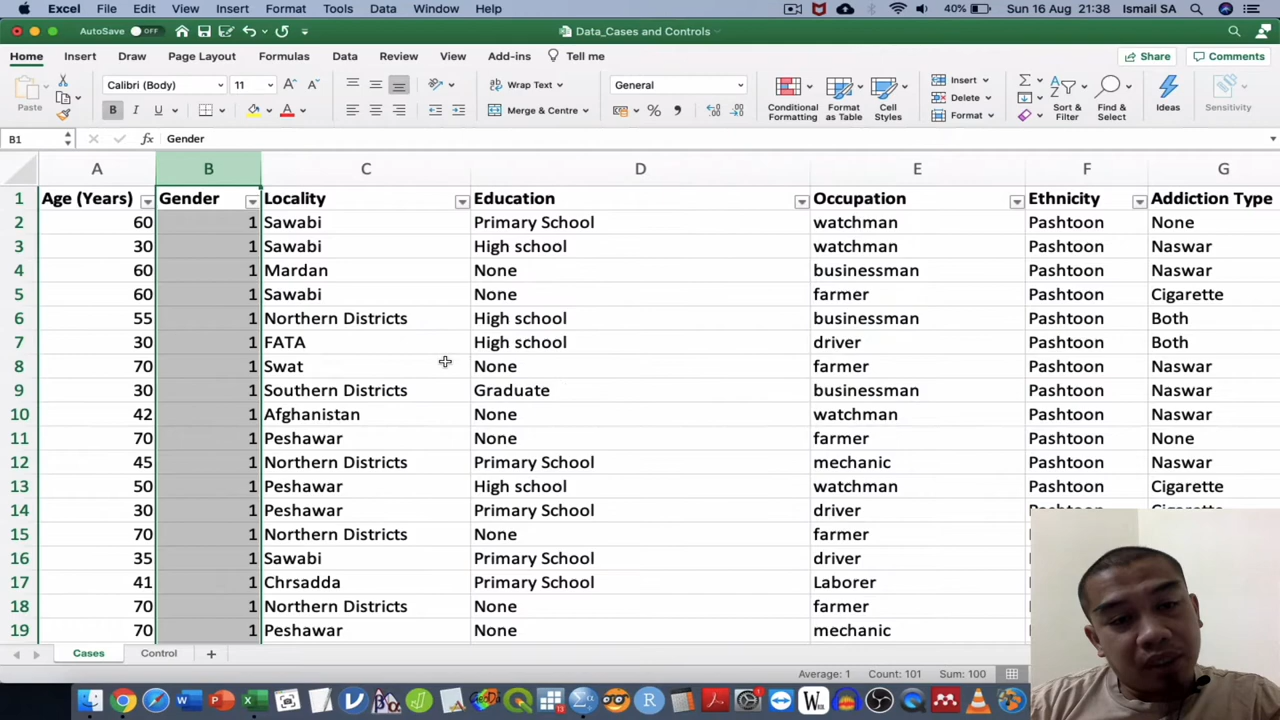 Excel File Edit View Insert Format Tools Data Window Help 40% Sun 16 Aug 21:38 Ismail SA
AutoSave OFF Data_Cases and Controls
Home Insert Draw Page Layout Formulas Data Review View Add-ins Tell me Share Comments
Paste Calibri (Body) 11 Wrap Text General Conditional Formatting Format as Table Cell Styles Insert Sort & Filter Find & Select Ideas Sensitivity
Delete
B I U Merge & Centre Format
B1 fx Gender
A B C D E F G
1 Age (Years) Gender Locality Education Occupation Ethnicity Addiction Type
2 60 1 Sawabi Primary School watchman Pashtoon None
3 30 1 Sawabi High school watchman Pashtoon Naswar
4 60 1 Mardan None businessman Pashtoon Naswar
5 60 1 Sawabi None farmer Pashtoon Cigarette
6 55 1 Northern Districts High school businessman Pashtoon Both
7 30 1 FATA High school driver Pashtoon Both
8 70 1 Swat None farmer Pashtoon Naswar
9 30 1 Southern Districts Graduate businessman Pashtoon Naswar
10 42 1 Afghanistan None watchman Pashtoon Naswar
11 70 1 Peshawar None farmer Pashtoon None
12 45 1 Northern Districts Primary School mechanic Pashtoon Naswar
13 50 1 Peshawar High school watchman Pashtoon Cigarette
14 30 1 Peshawar Primary School driver
15 70 1 Northern Districts None farmer
16 35 1 Sawabi Primary School driver
17 41 1 Chrsadda Primary School Laborer
18 70 1 Northern Districts None farmer
19 70 1 Peshawar None mechanic
Cases Control +
Average: 1 Count: 101 Sum: 100